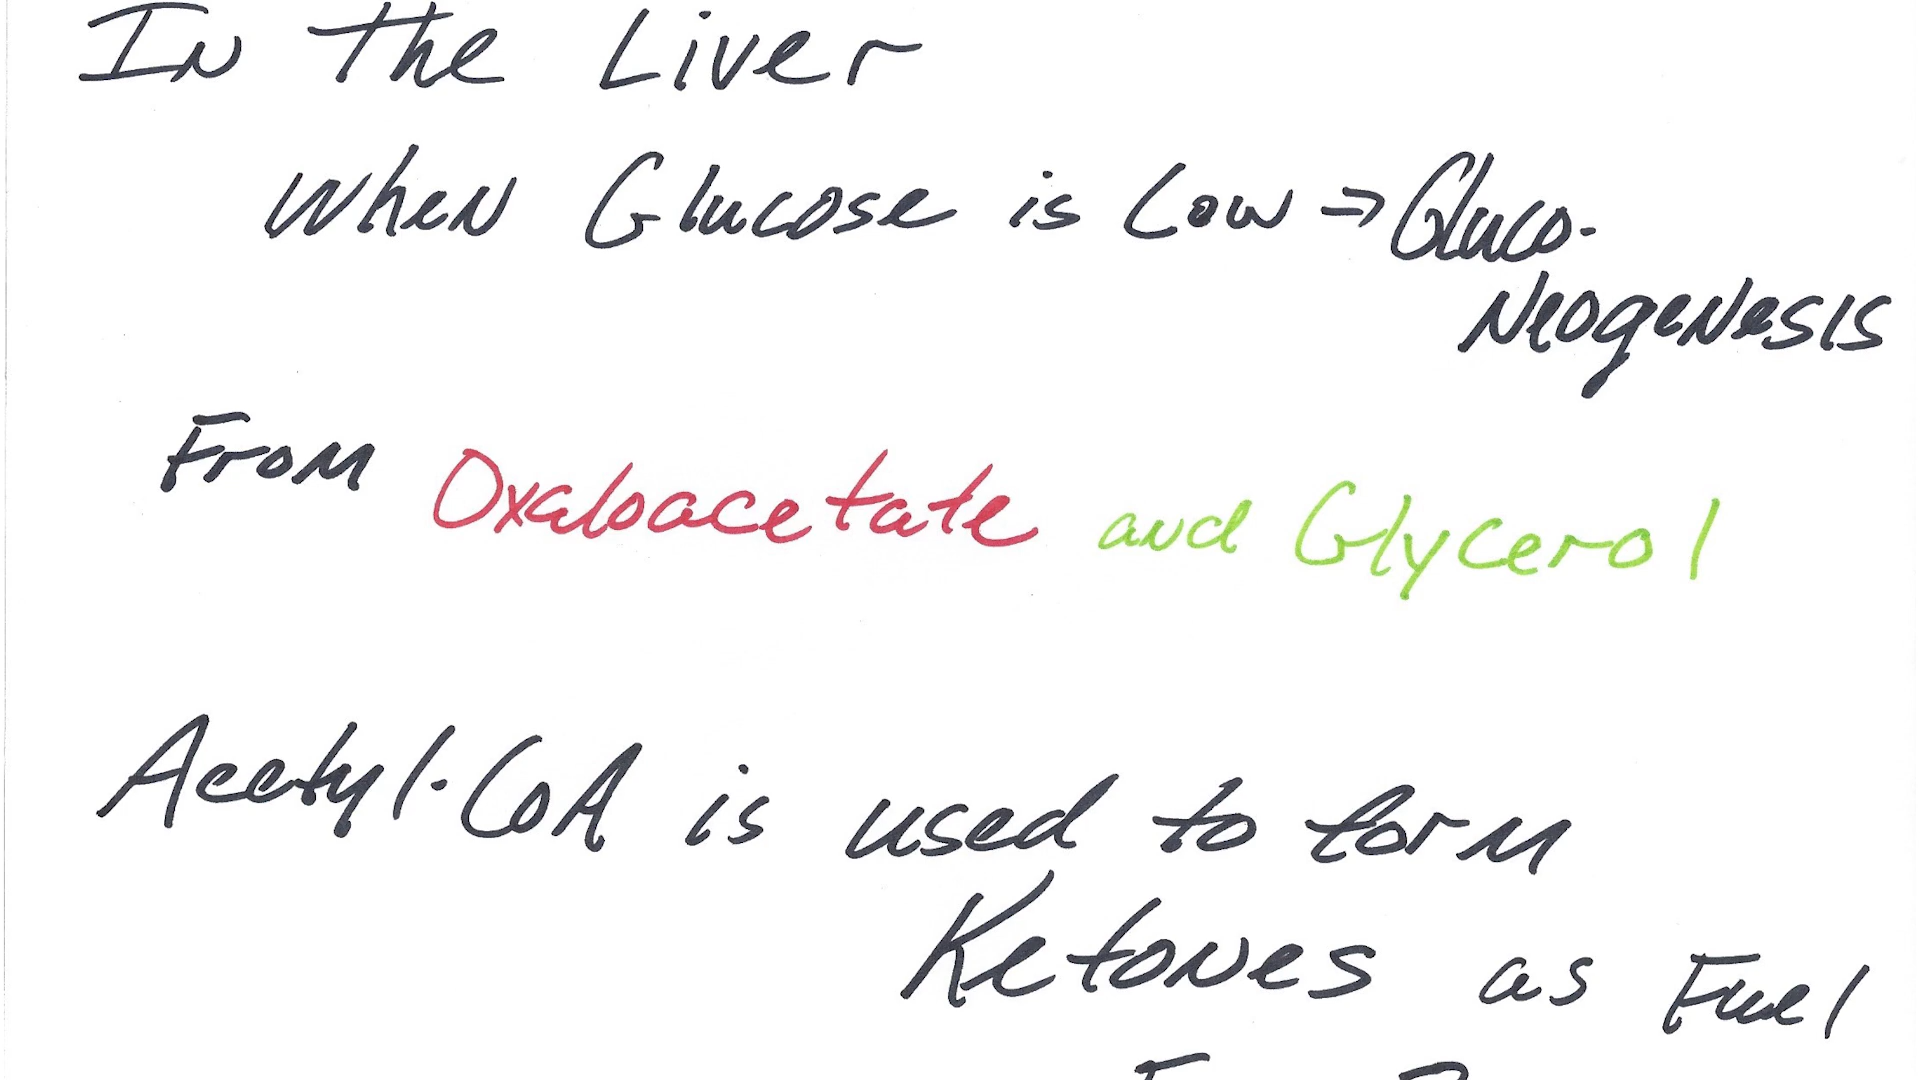 In the Liver
When Glucose is Low ⇒ Gluco-
Neogenesis
From Oxaloacetate and Glycerol
Acetyl-CoA is used to form
Ketones as Fuel